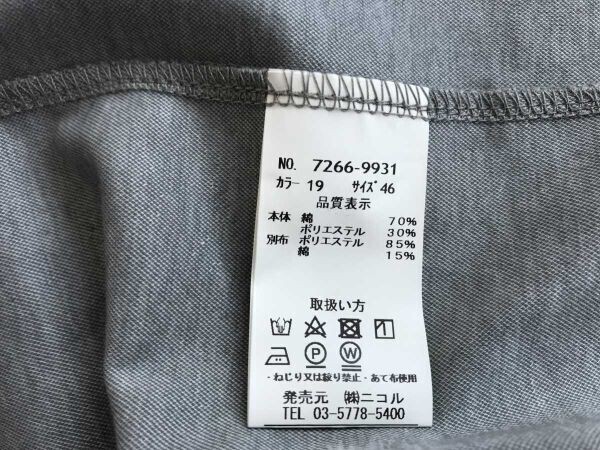 NO. 7266-9931
ｶﾗｰ 19 ｻｲｽﾞ 46
品質表示
本体 綿 70%
ポリエステル 30%
別布 ポリエステル 85%
綿 15%
取扱い方
P W
・ねじり又は絞り禁止・あて布使用
発売元 ㈱ニコル
TEL 03-5778-5400